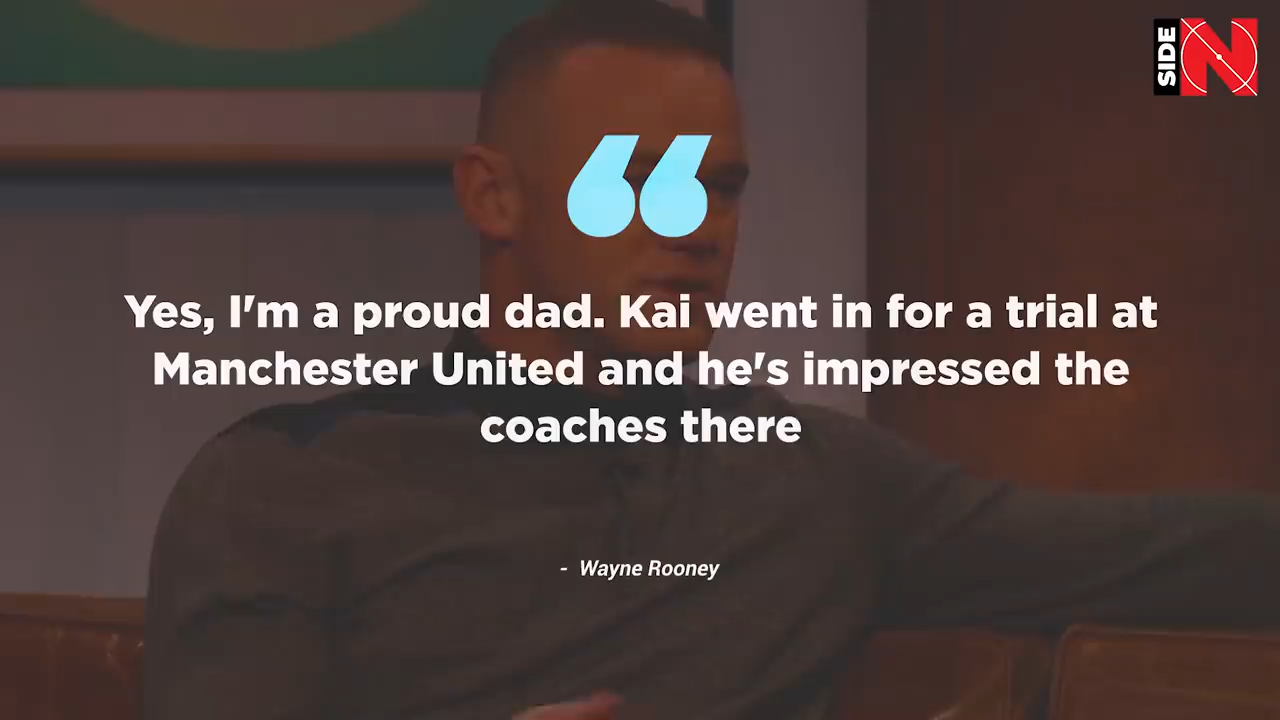 SIDE N
Yes, I'm a proud dad. Kai went in for a trial at
Manchester United and he's impressed the
coaches there
- Wayne Rooney